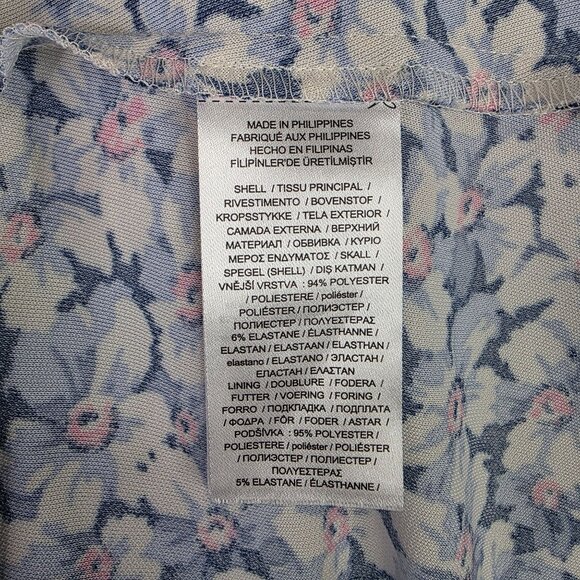 MADE IN PHILIPPINES
FABRIQUÉ AUX PHILIPPINES
HECHO EN FILIPINAS
FİLİPİNLER'DE ÜRETİLMİŞTİR
SHELL / TISSU PRINCIPAL /
RIVESTIMENTO / BOVENSTOF /
KROPSSTYKKE / TELA EXTERIOR /
CAMADA EXTERNA / ВЕРХНИЙ
МАТЕРИАЛ / ОБВИВКА / ΚΥΡΙΟ
ΜΕΡΟΣ ΕΝΔΥΜΑΤΟΣ / SKALL /
SPEGEL (SHELL) / DIŞ KATMAN /
VNĚJŠÍ VRSTVA : 94% POLYESTER
/ POLIESTERE / poliéster /
POLIÉSTER / ПОЛИЭСТЕР /
ПОЛИЕСТЕР / ΠΟΛΥΕΣΤΕΡΑΣ
6% ELASTANE / ÉLASTHANNE /
ELASTAN / ELASTAAN / ELASTHAN /
elastano / ELASTANO / ЭЛАСТАН /
ЕЛАСТАН / ΕΛΑΣΤΑΝ
LINING / DOUBLURE / FODERA /
FUTTER / VOERING / FORING /
FORRO / ПОДКЛАДКА / ПОДПЛАТА
/ ΦΟΔΡΑ / FÔR / FODER / ASTAR /
PODŠÍVKA : 95% POLYESTER /
POLIESTERE / poliéster / POLIÉSTER
/ ПОЛИЭСТЕР / ПОЛИЕСТЕР /
ΠΟΛΥΕΣΤΕΡΑΣ
5% ELASTANE / ÉLASTHANNE /